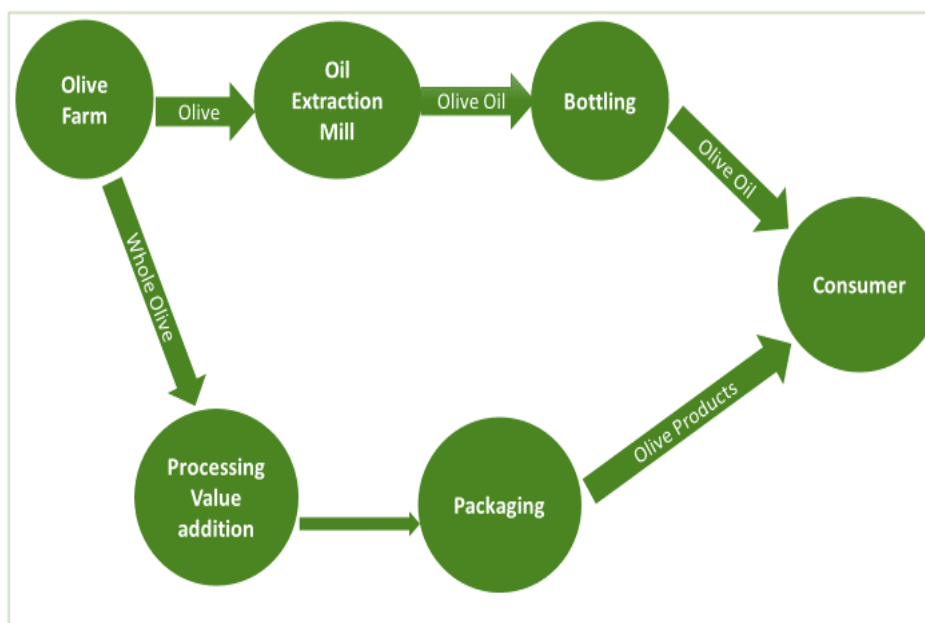 Olive
Farm
Olive
Oil
Extraction
Mill
Olive Oil
Bottling
Olive Oil
Consumer
Whole Olive
Processing
Value
addition
Packaging
Olive Products